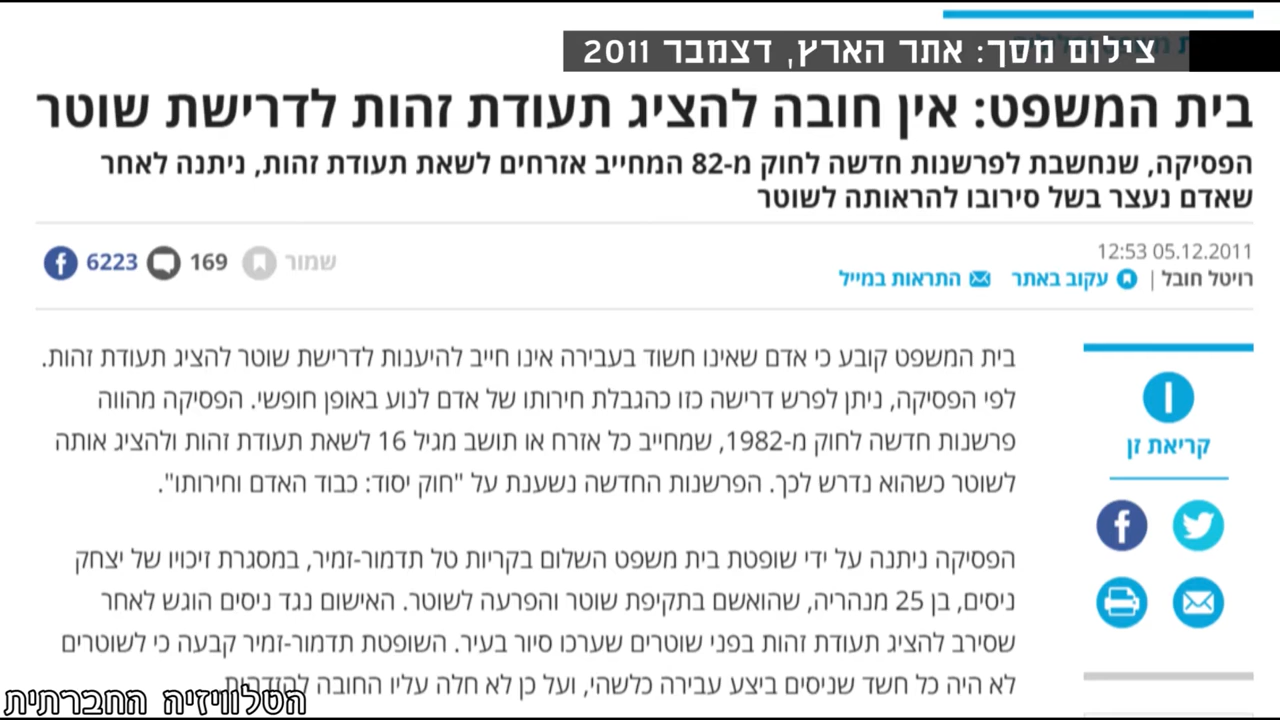 צילום מסך: אתר הארץ, דצמבר 2011
בית המשפט: אין חובה להציג תעודת זהות לדרישת שוטר
הפסיקה, שנחשבת לפרשנות חדשה לחוק מ-82 המחייב אזרחים לשאת תעודת זהות, ניתנה לאחר
שאדם נעצר בשל סירובו להראותה לשוטר
12:53 05.12.2011
רויטל חובל | עקוב באתר התראות במייל
שמור 169 6223
בית המשפט קובע כי אדם שאינו חשוד בעבירה אינו חייב להיענות לדרישת שוטר להציג תעודת זהות.
לפי הפסיקה, ניתן לפרש דרישה כזו כהגבלת חירותו של אדם לנוע באופן חופשי. הפסיקה מהווה
פרשנות חדשה לחוק מ-1982, שמחייב כל אזרח או תושב מגיל 16 לשאת תעודת זהות ולהציג אותה
לשוטר כשהוא נדרש לכך. הפרשנות החדשה נשענת על "חוק יסוד: כבוד האדם וחירותו".
קריאת זן
הפסיקה ניתנה על ידי שופטת בית משפט השלום בקריות טל תדמור-זמיר, במסגרת זיכויו של יצחק
ניסים, בן 25 מנהריה, שהואשם בתקיפת שוטר והפרעה לשוטר. האישום נגד ניסים הוגש לאחר
שסירב להציג תעודת זהות בפני שוטרים שערכו סיור בעיר. השופטת תדמור-זמיר קבעה כי לשוטרים
לא היה כל חשד שניסים ביצע עבירה כלשהי, ועל כן לא חלה עליו החובה להזדהות
הטלוויזיה החברתית